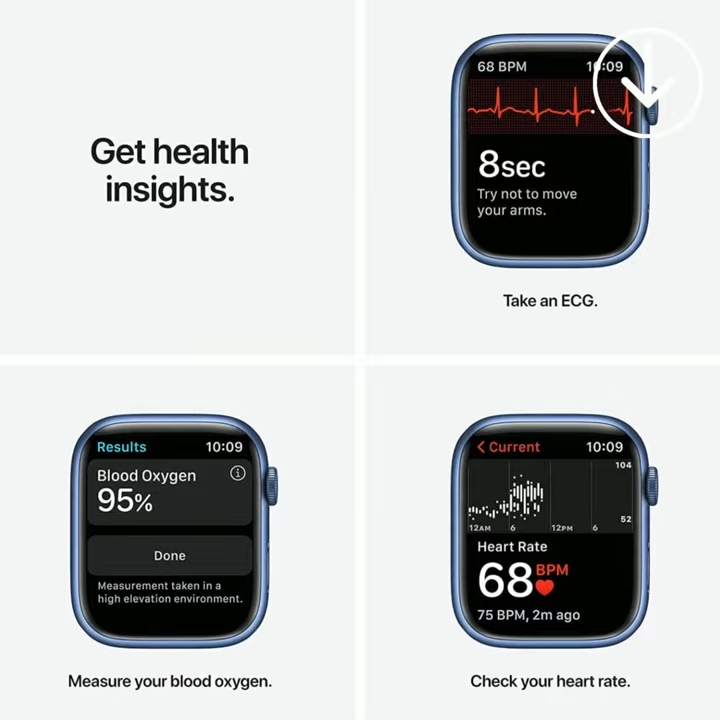 Get health
insights.
68 BPM 10:09
8sec
Try not to move
your arms.
Take an ECG.
Results 10:09
Blood Oxygen
95%
Done
Measurement taken in a
high elevation environment.
Measure your blood oxygen.
Current 10:09
104
52
12AM 6 12PM 6
Heart Rate
68 BPM
75 BPM, 2m ago
Check your heart rate.